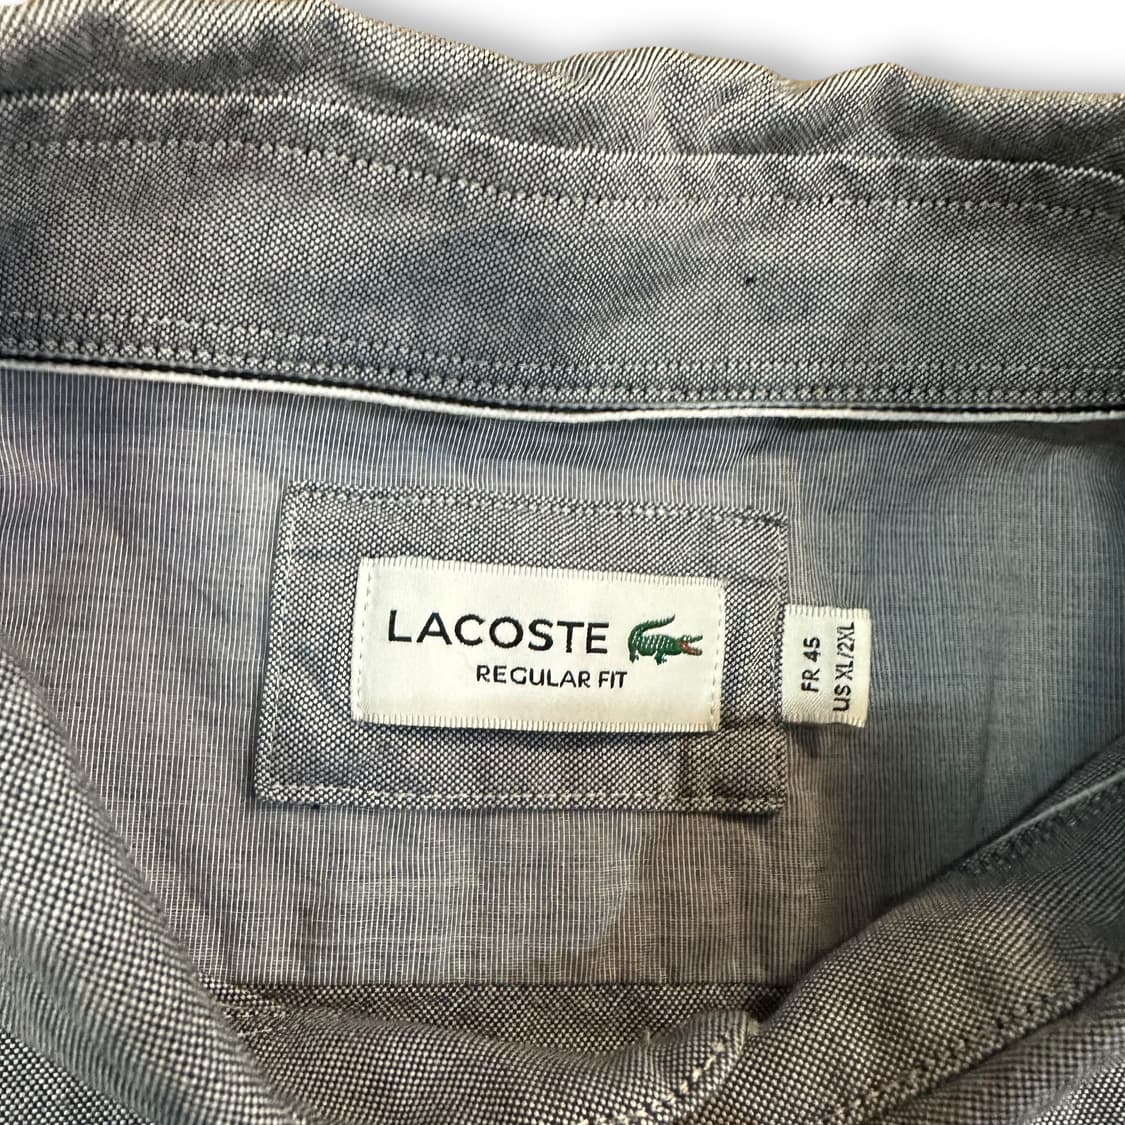 LACOSTE
REGULAR FIT
FR 45
US XL/2XL